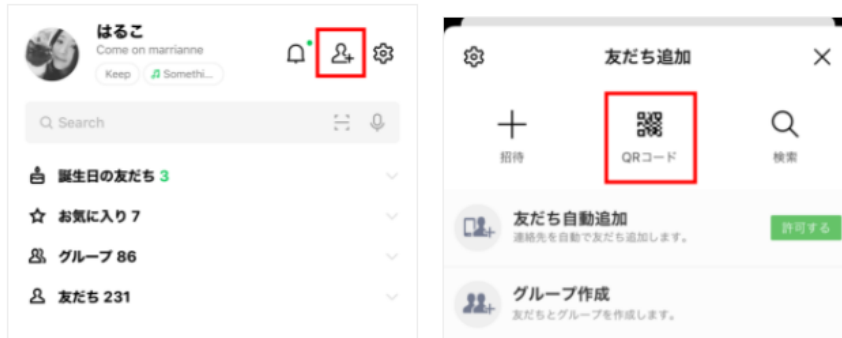 はるこ
Come on marrianne
Keep
Somethi...
Search
誕生日の友だち 3
お気に入り 7
グループ 86
友だち 231
友だち追加
招待
QRコード
検索
友だち自動追加
連絡先を自動で友だち追加します。
許可する
グループ作成
友だちとグループを作成します。